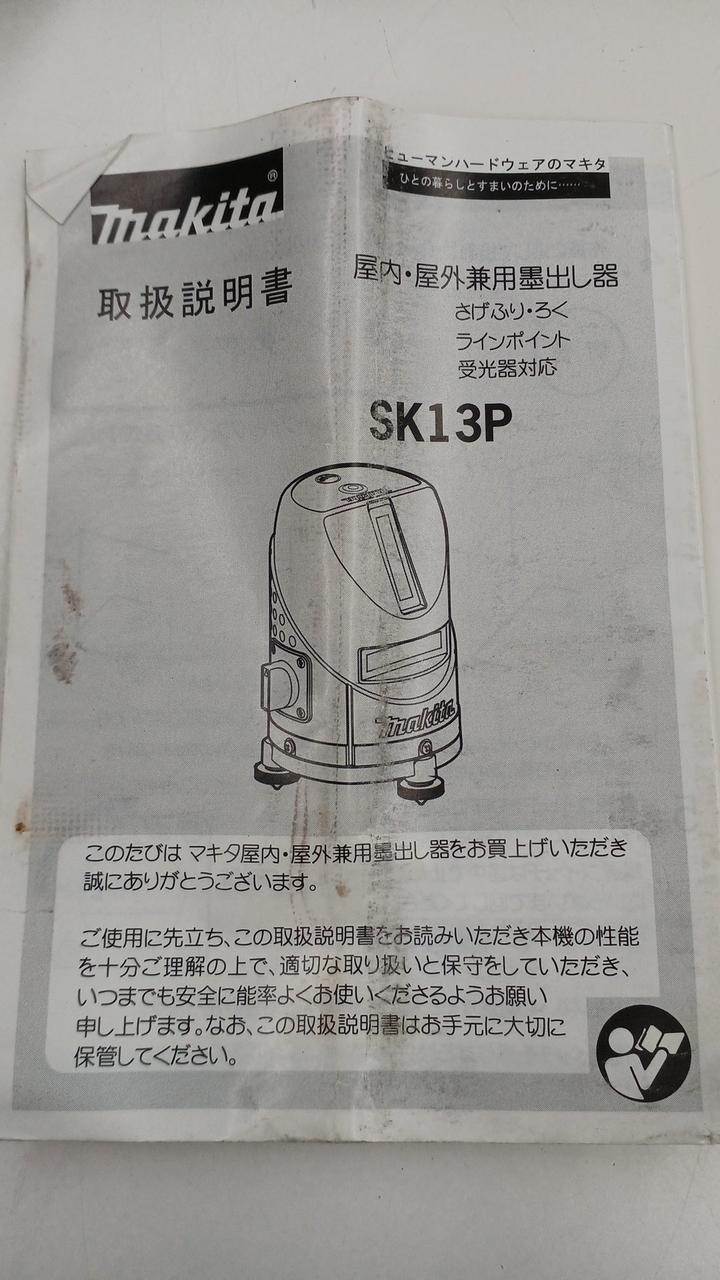 makita®
ヒューマンハードウェアのマキタ
ひとの暮らしとすまいのために……
取扱説明書
屋内・屋外兼用墨出し器
さげふり・ろく
ラインポイント
受光器対応
SK13P
makita
このたびは マキタ屋内・屋外兼用墨出し器をお買上げいただき
誠にありがとうございます。
ご使用に先立ち、この取扱説明書をお読みいただき本機の性能
を十分ご理解の上で、適切な取り扱いと保守をしていただき、
いつまでも安全に能率よくお使いくださるようお願い
申し上げます。なお、この取扱説明書はお手元に大切に
保管してください。